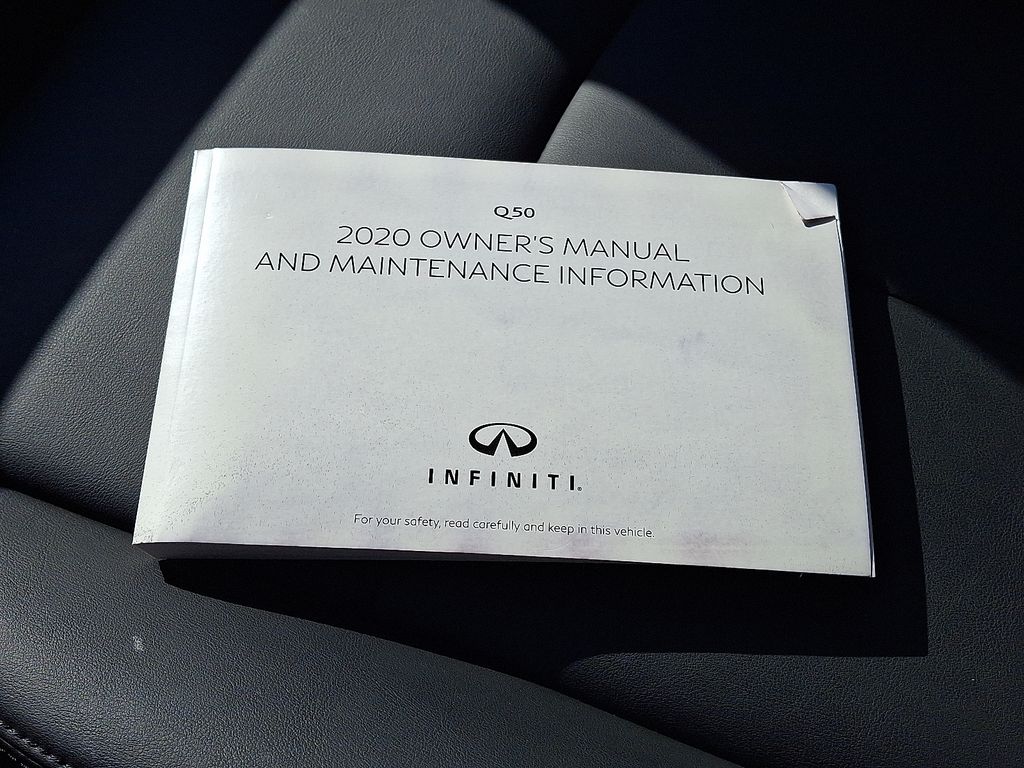 Q50
2020 OWNER'S MANUAL
AND MAINTENANCE INFORMATION
INFINITI®
For your safety, read carefully and keep in this vehicle.